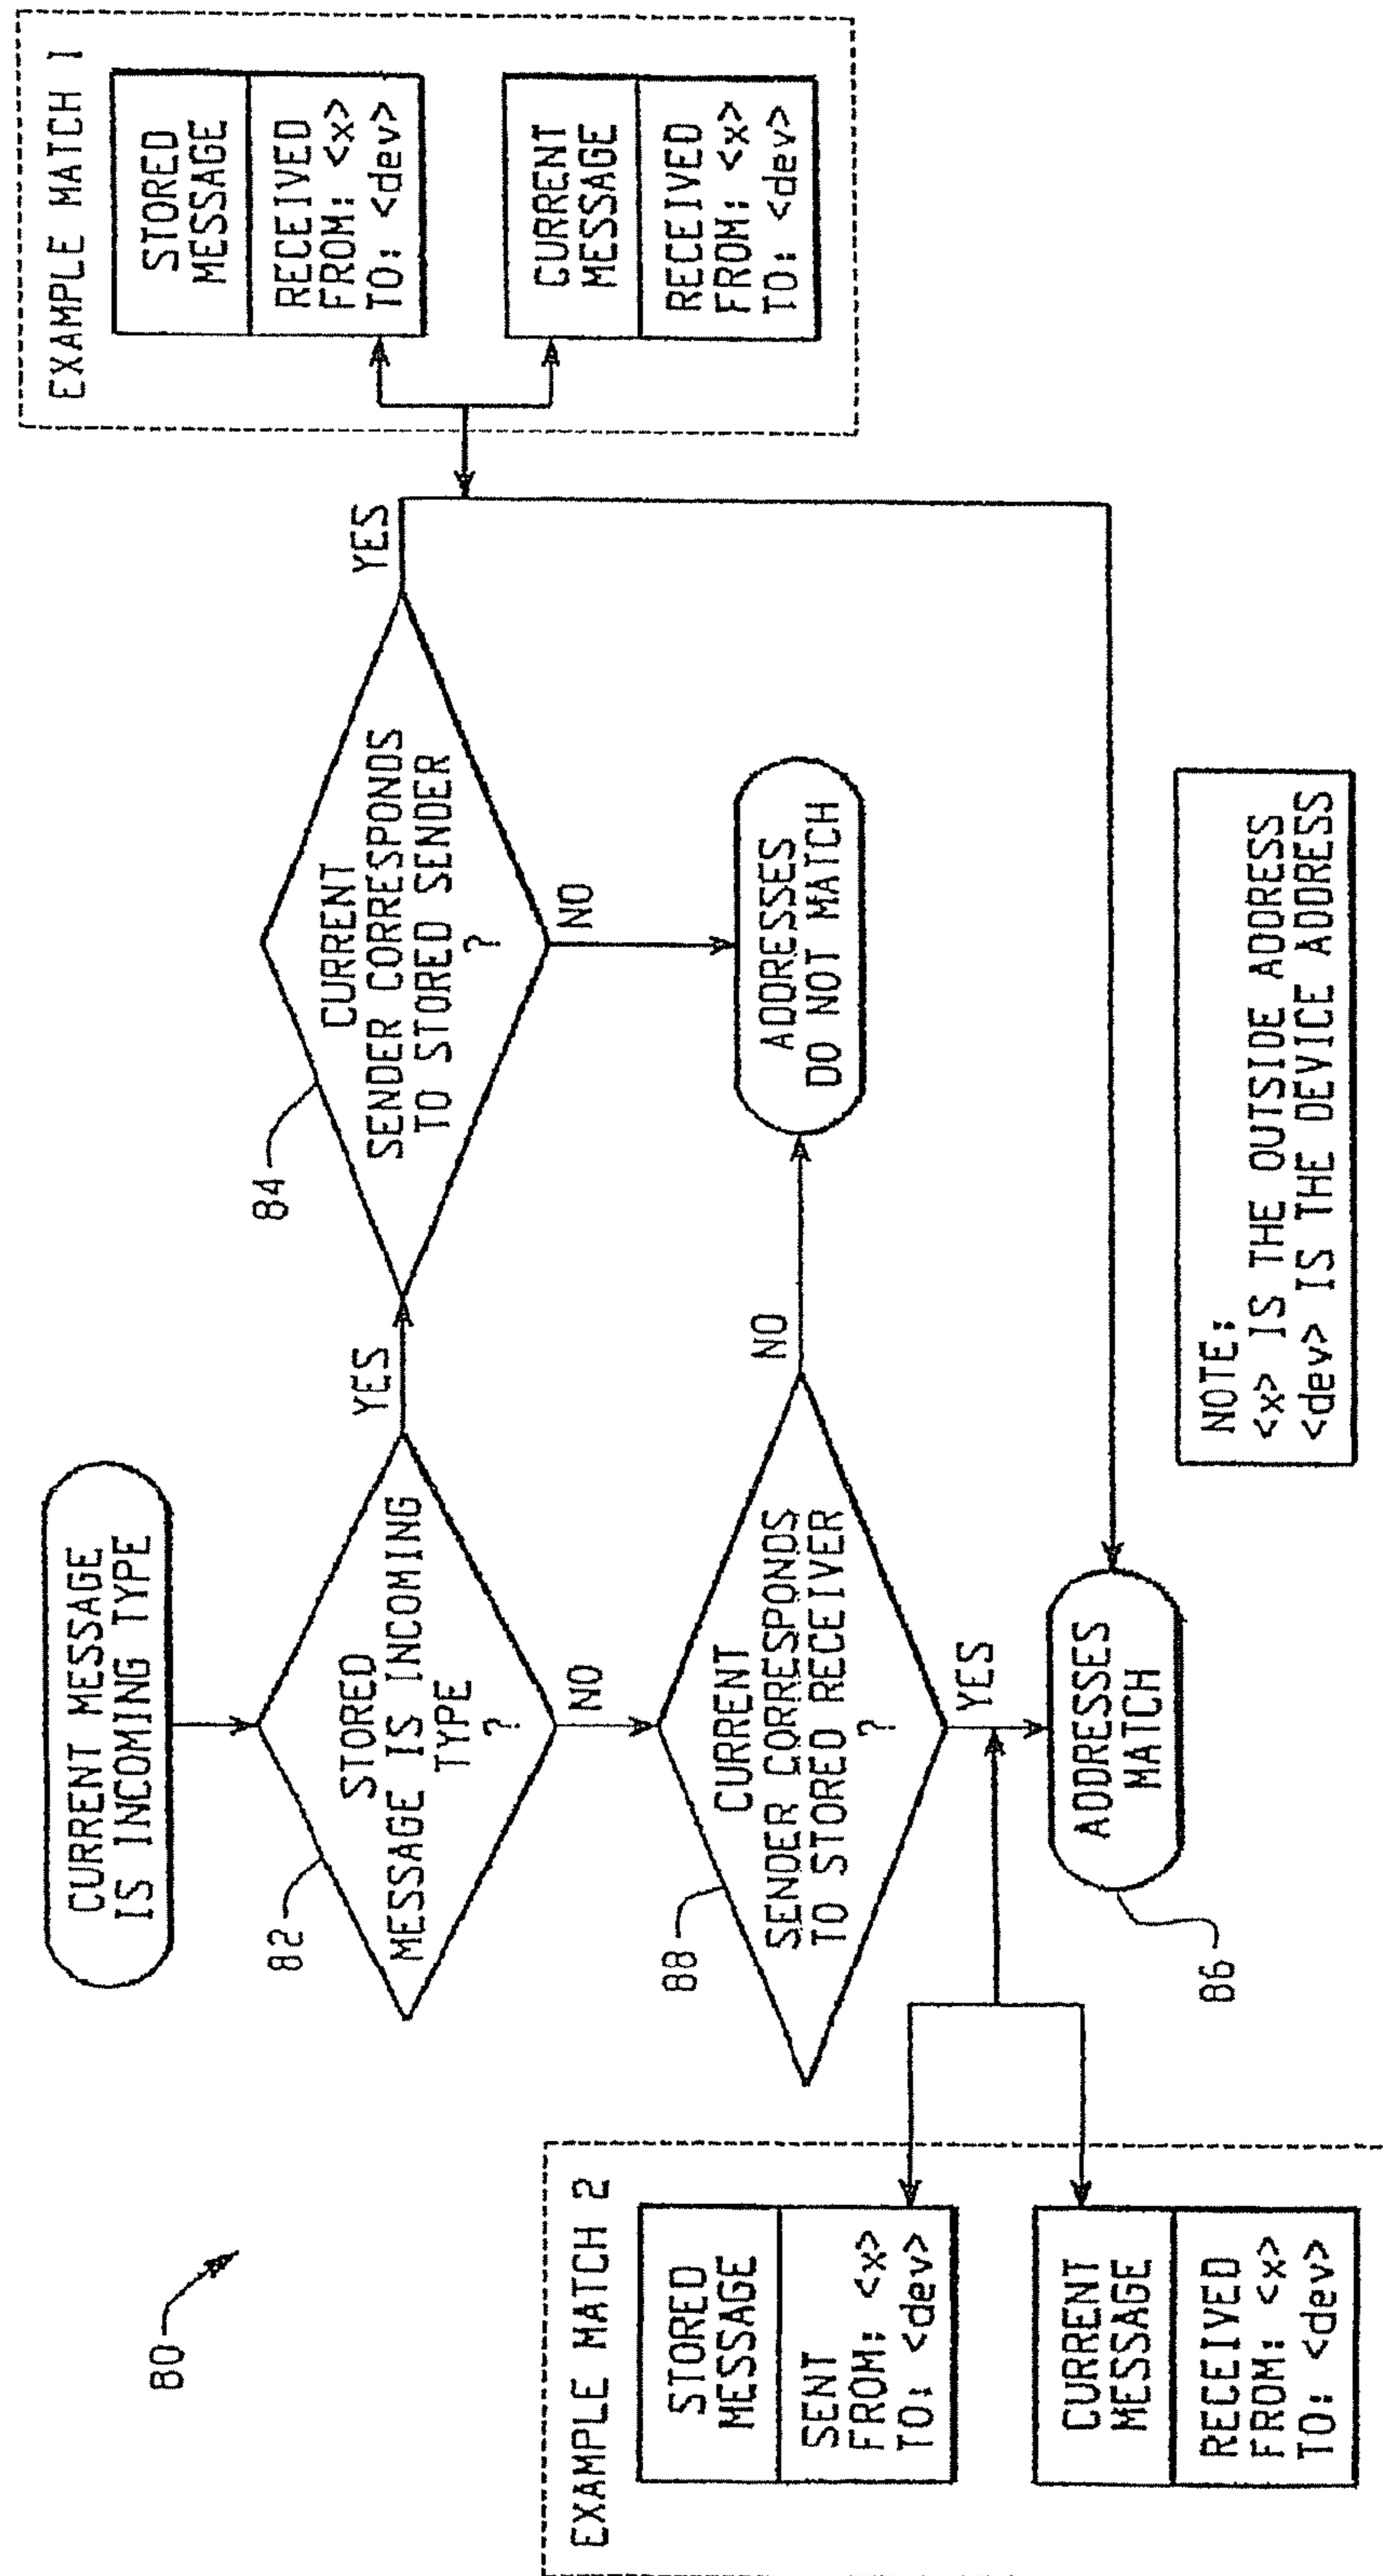 80
CURRENT MESSAGE
IS INCOMING TYPE
82
STORED
MESSAGE IS INCOMING
TYPE
?
YES
NO
84
CURRENT
SENDER CORRESPONDS
TO STORED SENDER
?
YES
NO
EXAMPLE MATCH 1
STORED
MESSAGE
RECEIVED
FROM: <x>
TO: <dev>
CURRENT
MESSAGE
RECEIVED
FROM: <x>
TO: <dev>
88
CURRENT
SENDER CORRESPONDS
TO STORED RECEIVER
?
NO
YES
ADDRESSES
DO NOT MATCH
EXAMPLE MATCH 2
STORED
MESSAGE
SENT
FROM: <x>
TO: <dev>
CURRENT
MESSAGE
RECEIVED
FROM: <x>
TO: <dev>
86
ADDRESSES
MATCH
NOTE:
<x> IS THE OUTSIDE ADDRESS
<dev> IS THE DEVICE ADDRESS